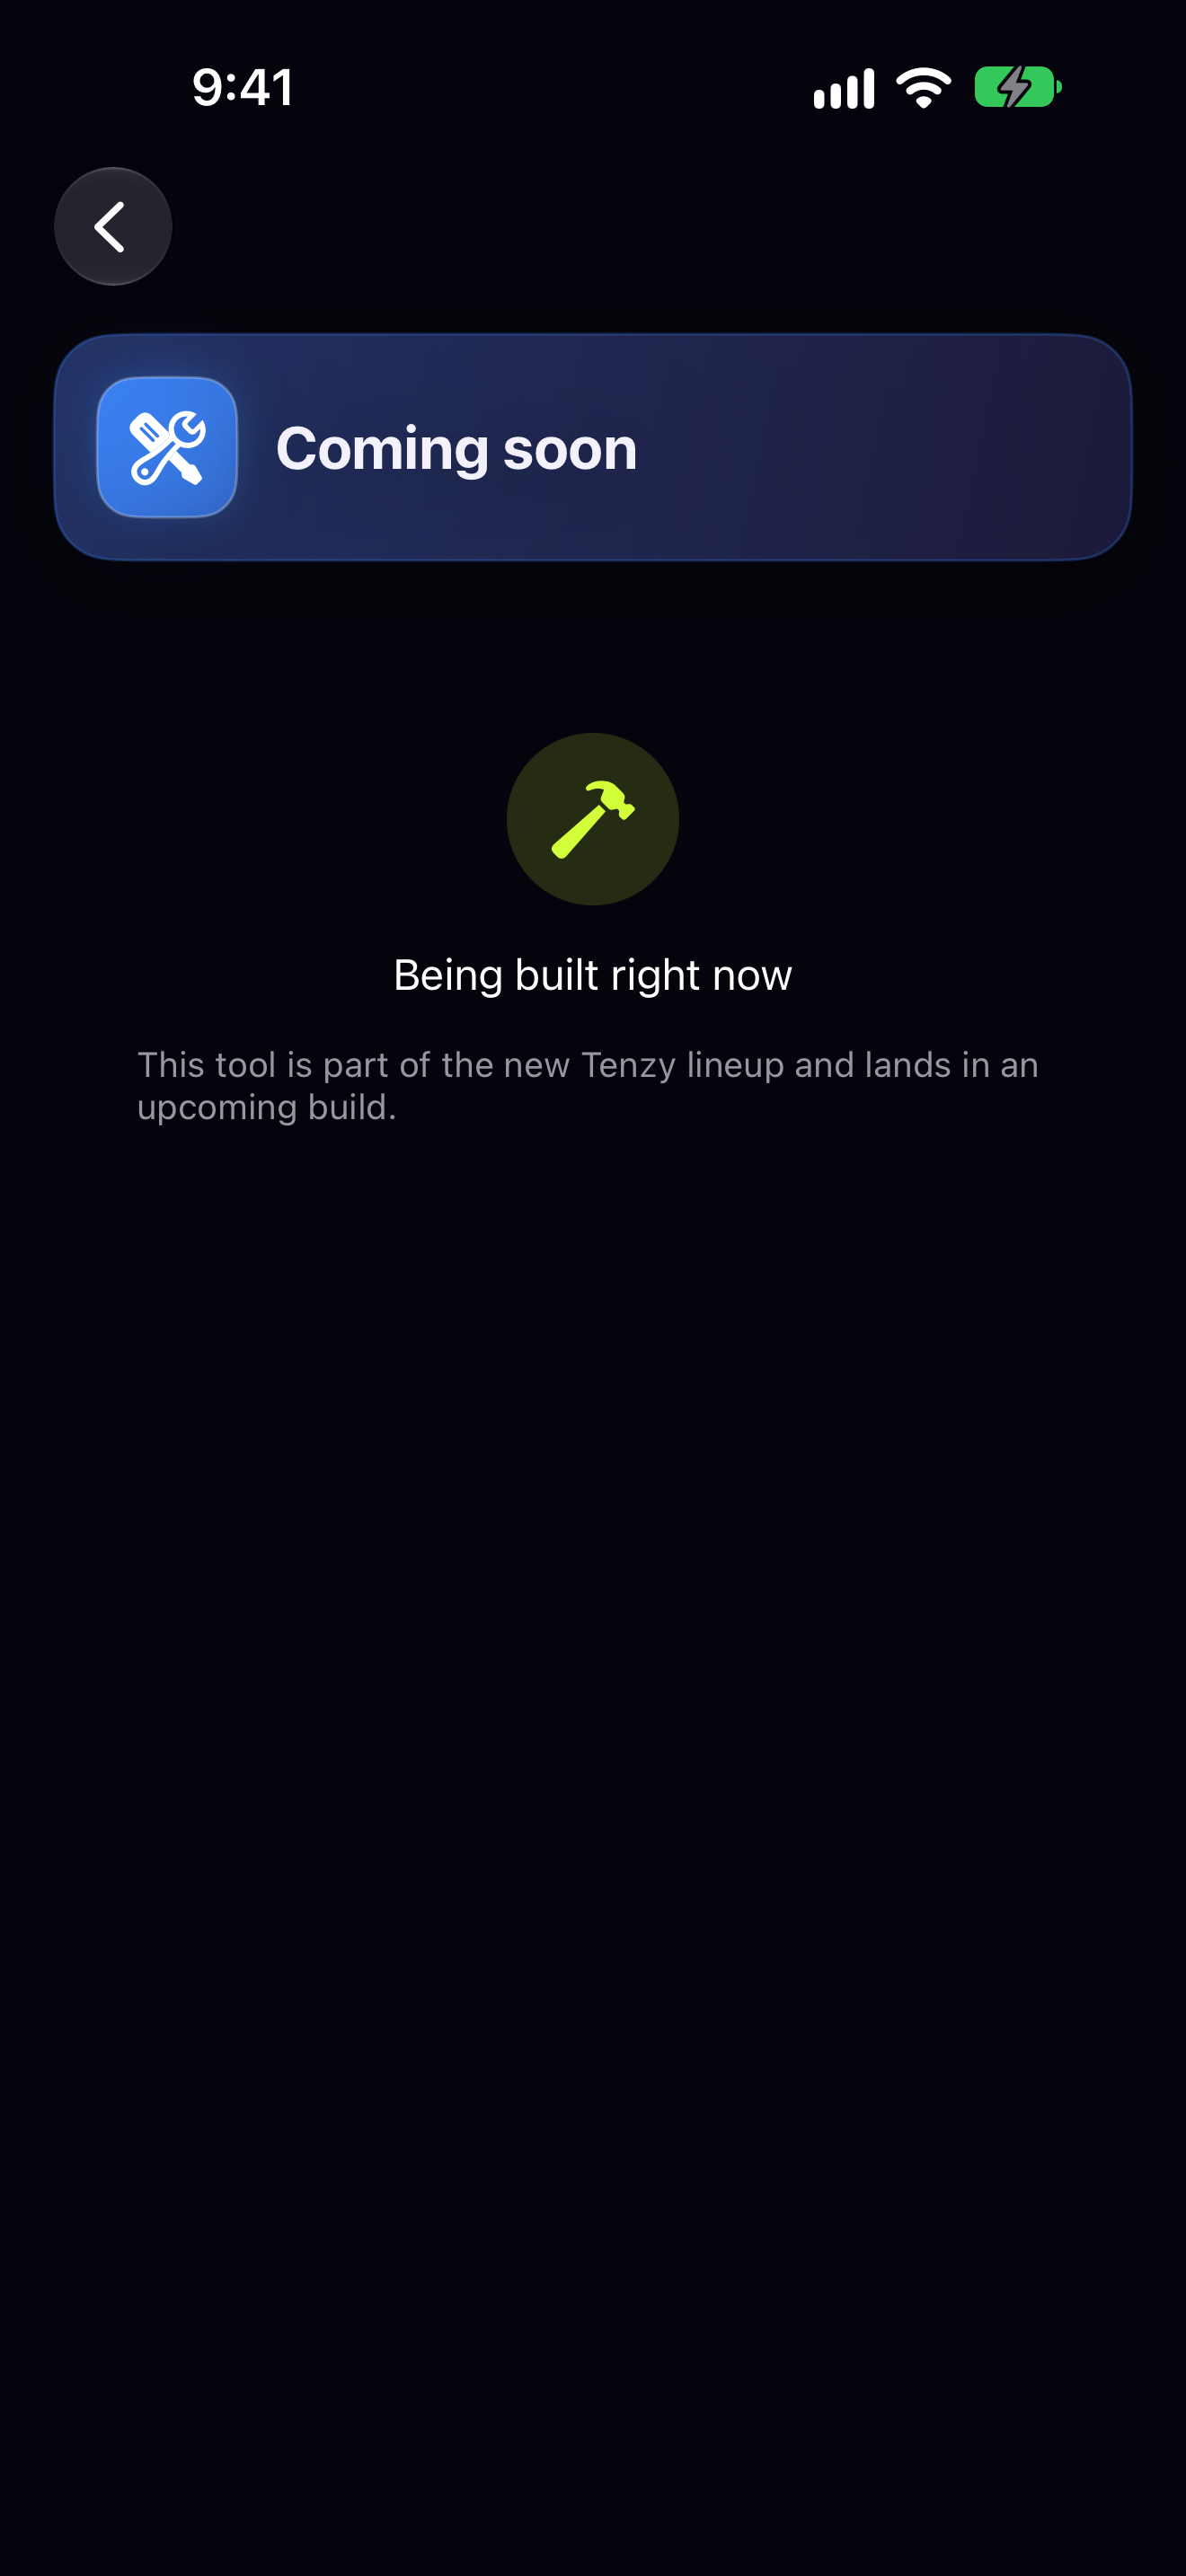 9:41
Coming soon
Being built right now
This tool is part of the new Tenzy lineup and lands in an
upcoming build.